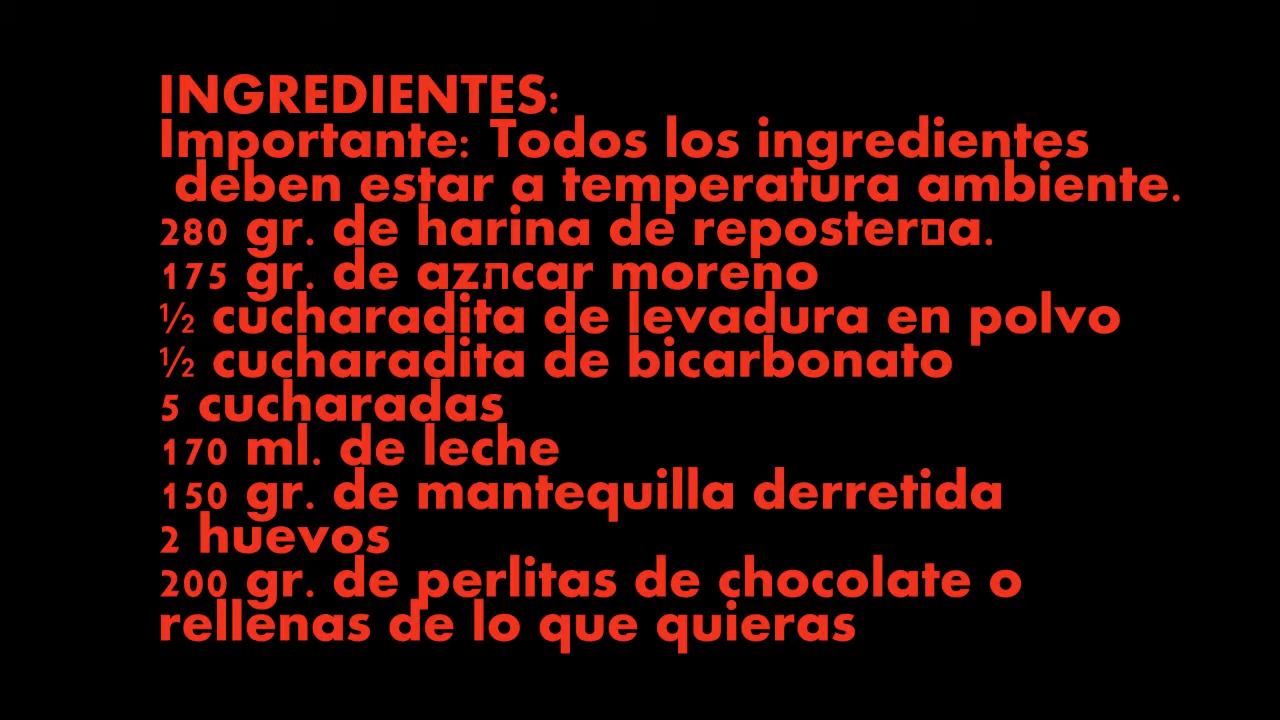 INGREDIENTES:
Importante: Todos los ingredientes
deben estar a temperatura ambiente.
280 gr. de harina de reposter□a.
175 gr. de azлcar moreno
½ cucharadita de levadura en polvo
½ cucharadita de bicarbonato
5 cucharadas
170 ml. de leche
150 gr. de mantequilla derretida
2 huevos
200 gr. de perlitas de chocolate o
rellenas de lo que quieras